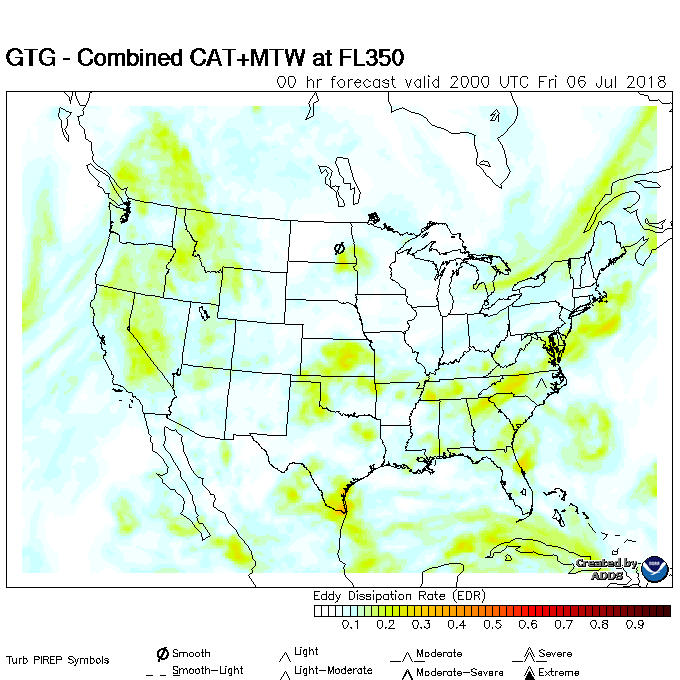 GTG - Combined CAT+MTW at FL350
00 hr forecast valid 2000 UTC Fri 06 Jul 2018
Created by
ADDS
Eddy Dissipation Rate (EDR)
0.1 0.2 0.3 0.4 0.5 0.6 0.7 0.8 0.9
Turb PIREP Symbols
Smooth Light Moderate Severe
Smooth-Light Light-Moderate Moderate-Severe Extreme